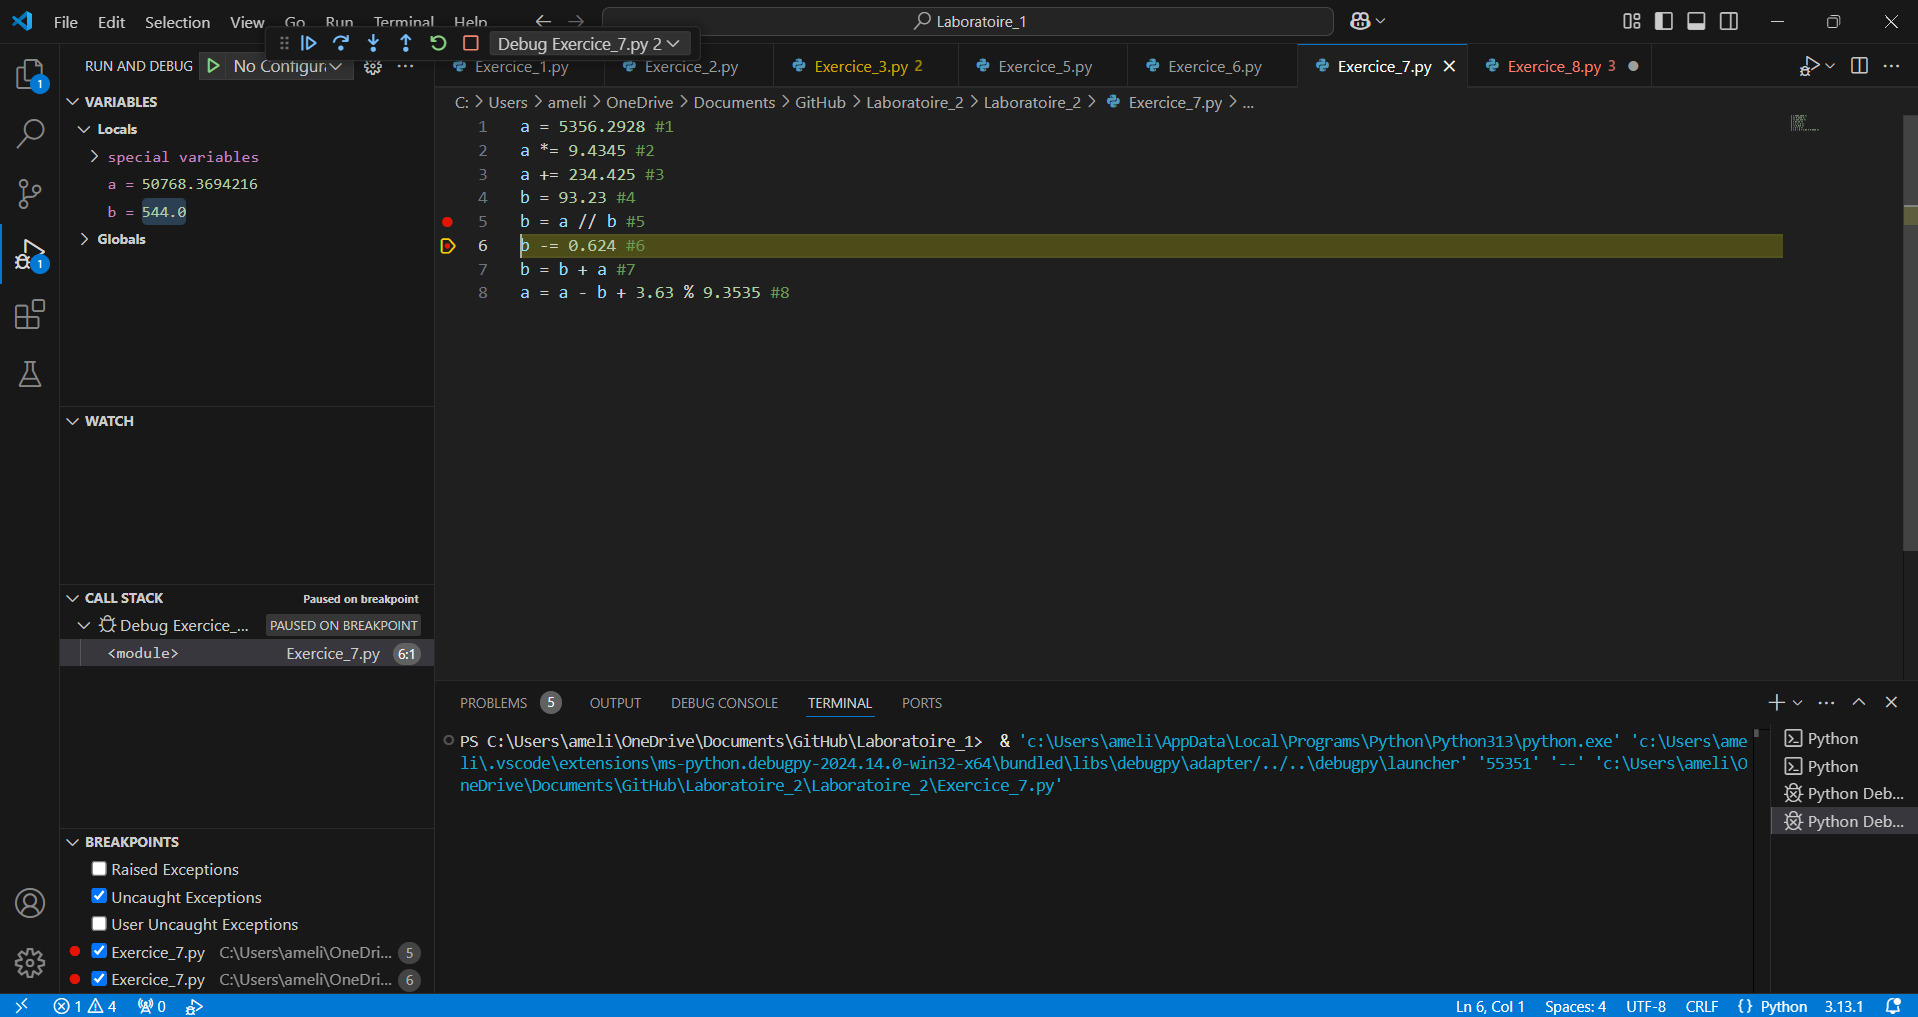 File Edit Selection View Go Run Terminal Help
Laboratoire_1
Debug Exercice_7.py 2
RUN AND DEBUG No Configur
Exercice_1.py Exercice_2.py Exercice_3.py 2 Exercice_5.py Exercice_6.py Exercice_7.py Exercice_8.py 3
C: > Users > ameli > OneDrive > Documents > GitHub > Laboratoire_2 > Laboratoire_2 > Exercice_7.py > ...
1 a = 5356.2928 #1
2 a *= 9.4345 #2
3 a += 234.425 #3
4 b = 93.23 #4
5 b = a // b #5
6 b -= 0.624 #6
7 b = b + a #7
8 a = a - b + 3.63 % 9.3535 #8
1
1
VARIABLES
Locals
special variables
a = 50768.3694216
b = 544.0
Globals
WATCH
CALL STACK Paused on breakpoint
Debug Exercice_... PAUSED ON BREAKPOINT
<module> Exercice_7.py 6:1
BREAKPOINTS
Raised Exceptions
Uncaught Exceptions
User Uncaught Exceptions
Exercice_7.py C:\Users\ameli\OneDri... 5
Exercice_7.py C:\Users\ameli\OneDri... 6
PROBLEMS 5 OUTPUT DEBUG CONSOLE TERMINAL PORTS
PS C:\Users\ameli\OneDrive\Documents\GitHub\Laboratoire_1> & 'c:\Users\ameli\AppData\Local\Programs\Python\Python313\python.exe' 'c:\Users\ame
li\.vscode\extensions\ms-python.debugpy-2024.14.0-win32-x64\bundled\libs\debugpy\adapter/../..\debugpy\launcher' '55351' '--' 'c:\Users\ameli\O
neDrive\Documents\GitHub\Laboratoire_2\Laboratoire_2\Exercice_7.py'
Python
Python
Python Deb...
Python Deb...
1 4 0 Ln 6, Col 1 Spaces: 4 UTF-8 CRLF {} Python 3.13.1